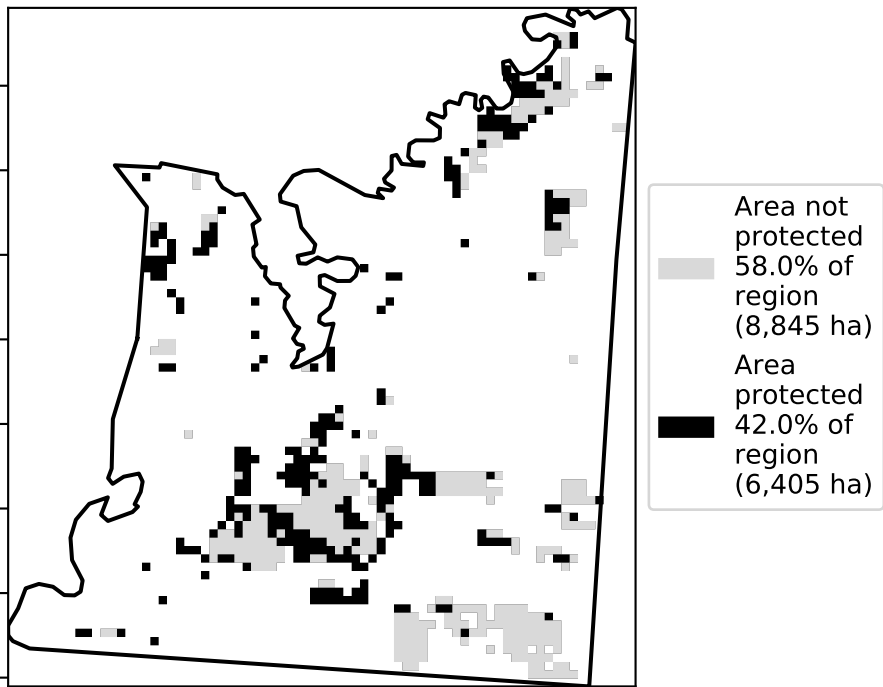 Area not
protected
58.0% of
region
(8,845 ha)
Area
protected
42.0% of
region
(6,405 ha)